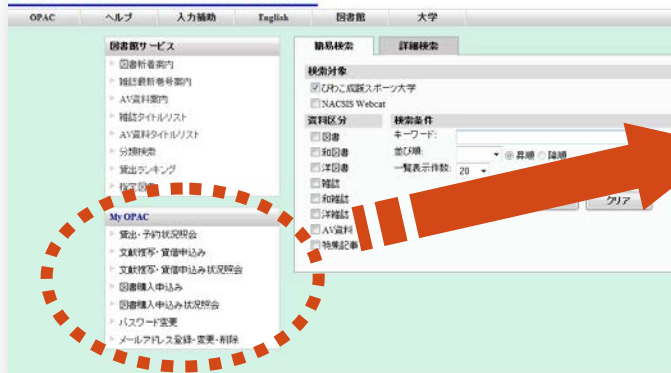 OPAC ヘルプ 入力補助 English 図書館 大学
図書館サービス
図書新着案内
雑誌最新巻号案内
AV資料案内
雑誌タイトルリスト
AV資料タイトルリスト
分類検索
貸出ランキング
指定図
My OPAC
貸出・予約状況照会
文献複写・貸借申込み
文献複写・貸借申込み状況照会
図書購入申込み
図書購入申込み状況照会
パスワード変更
メールアドレス登録・変更・削除
簡易検索 詳細検索
検索対象
びわこ成蹊スポーツ大学
NACSIS Webcat
資料区分
図書
和図書
洋図書
雑誌
和雑誌
洋雑誌
AV資料
特集記事
検索条件
キーワード:
並び順: 昇順 降順
一覧表示件数: 20
クリア